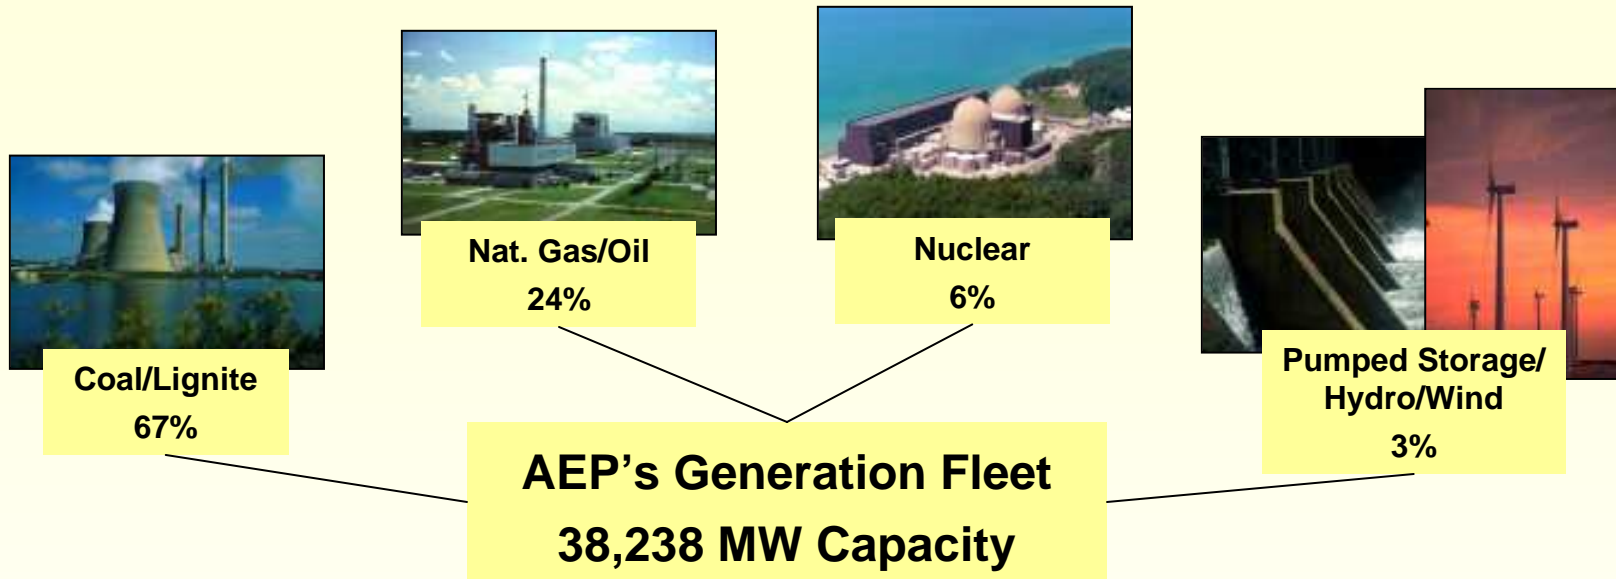 Nat. Gas/Oil
24%
Nuclear
6%
Coal/Lignite
67%
Pumped Storage/
Hydro/Wind
3%
AEP's Generation Fleet
38,238 MW Capacity